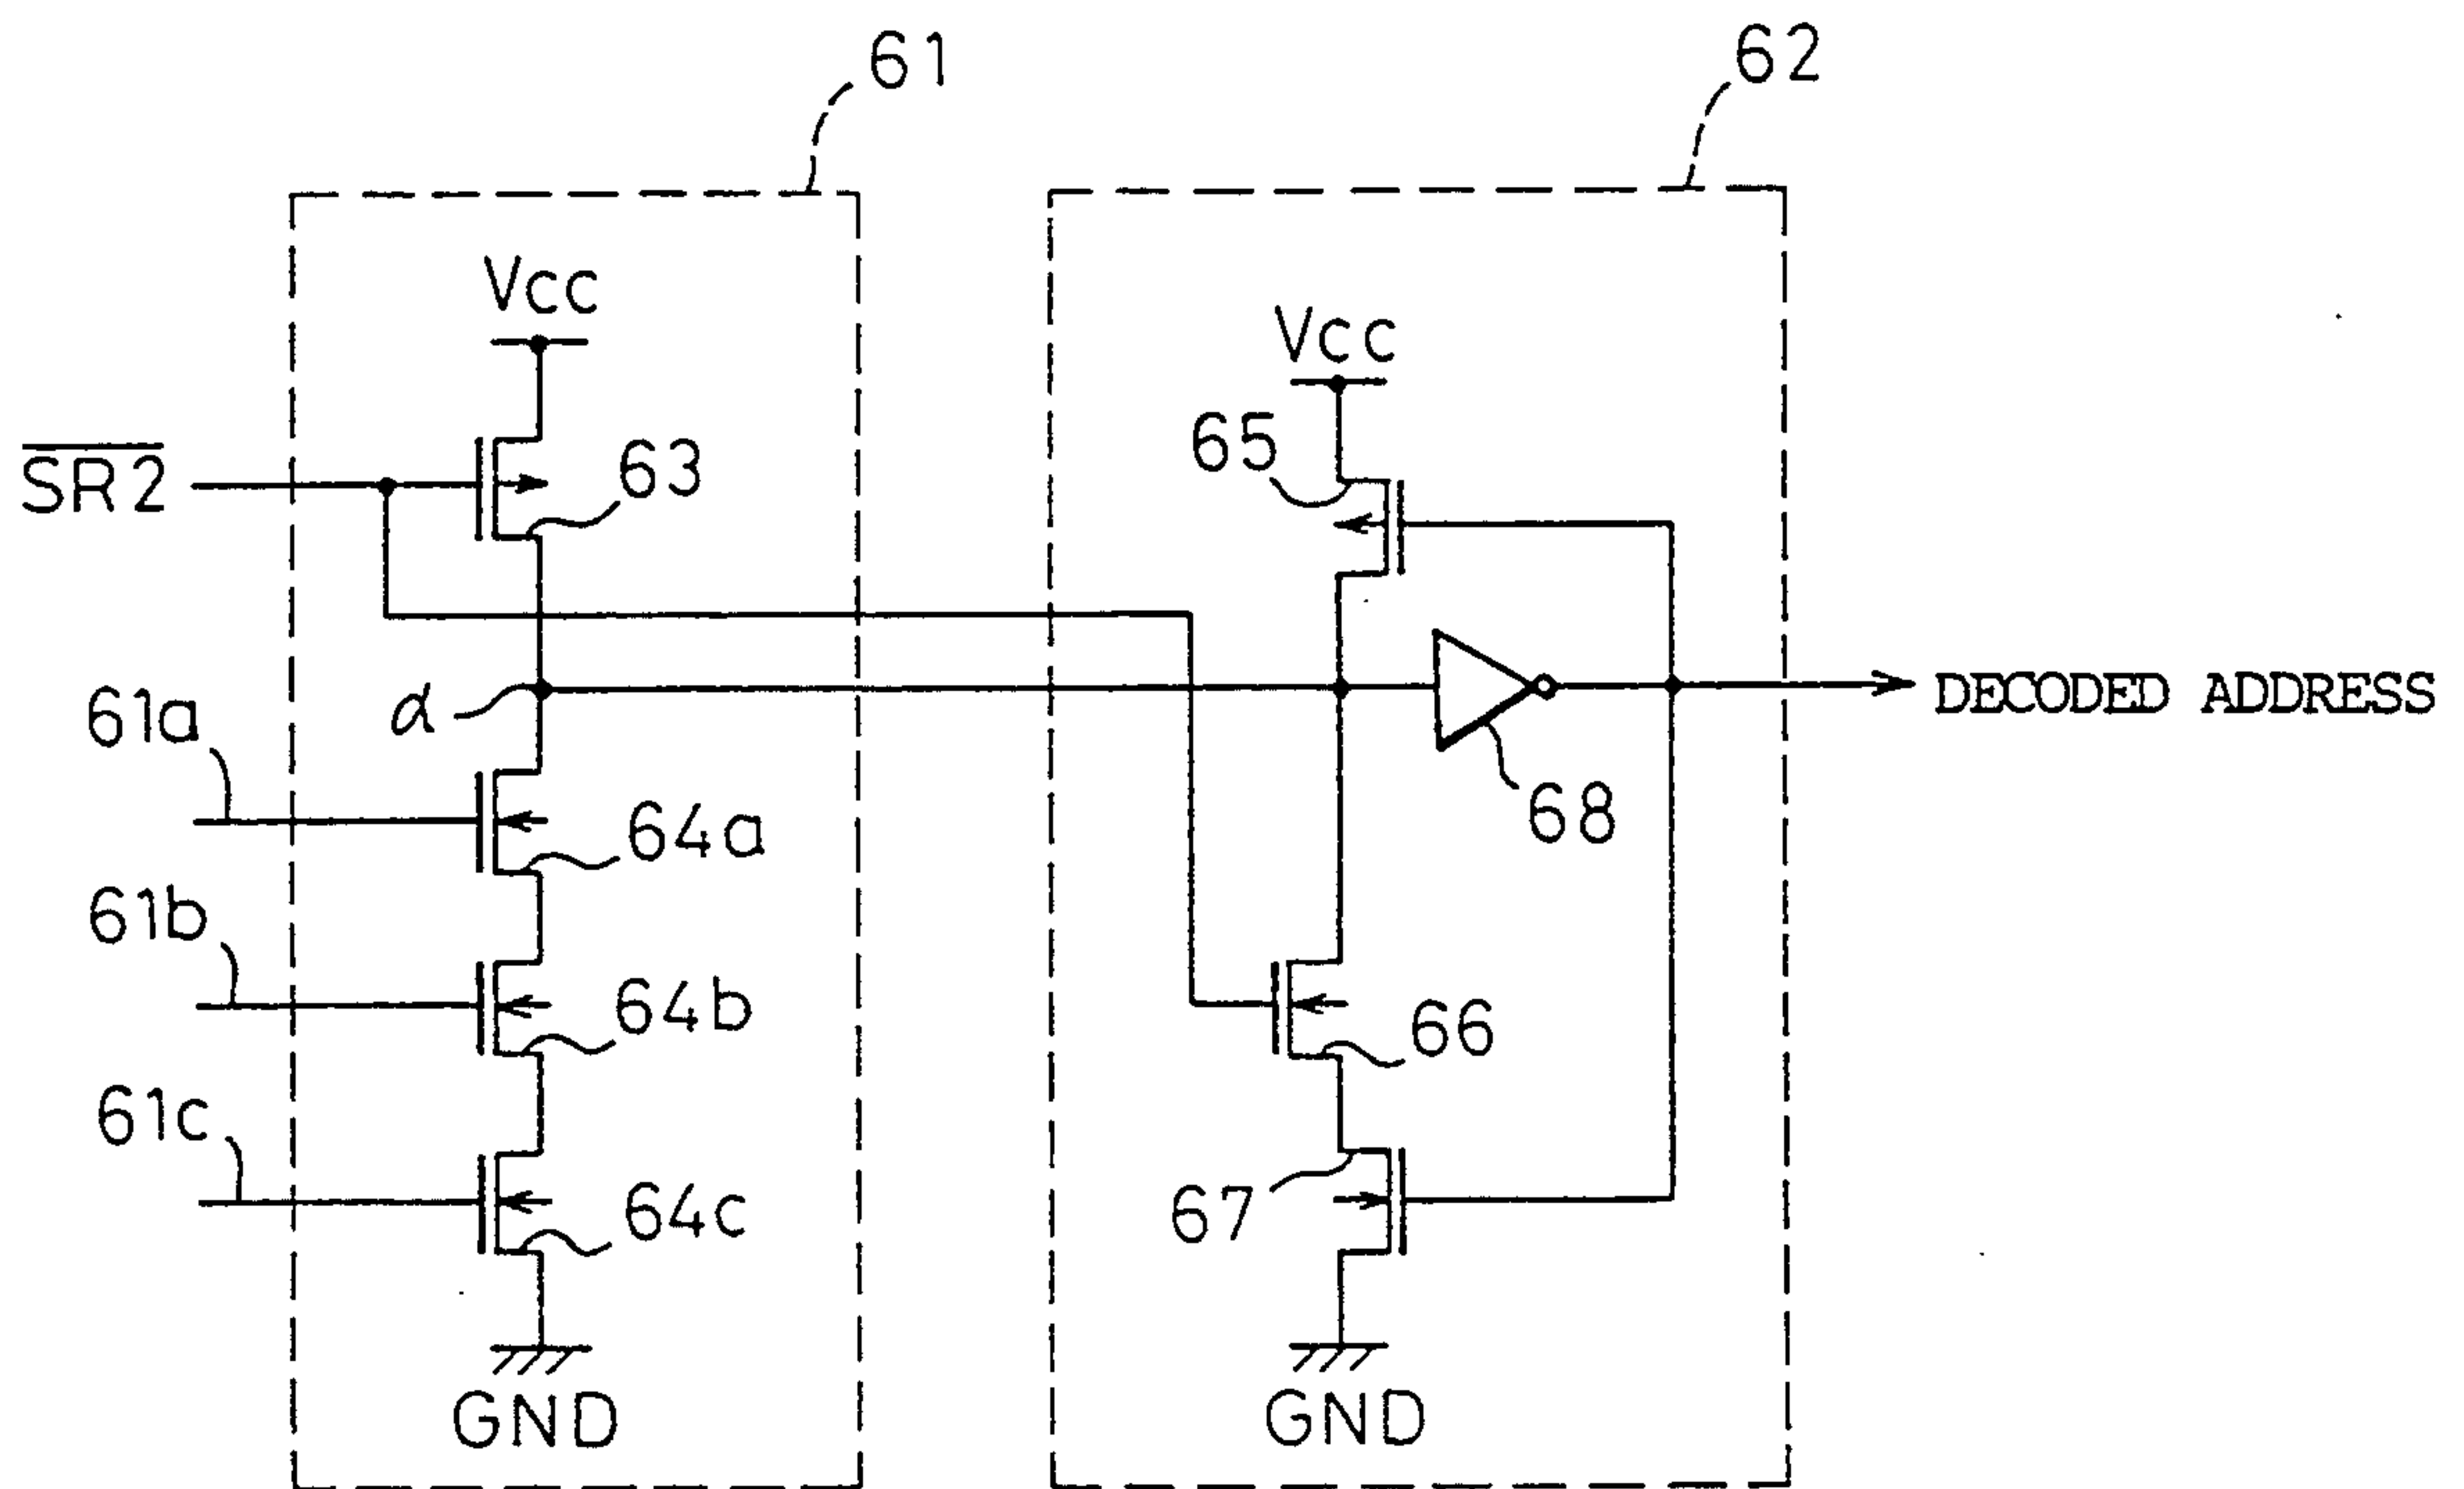 61
62
Vcc
Vcc
63
65
SR2
α
61a
DECODED ADDRESS
64a
68
61b
64b
66
61c
64c
67
GND
GND